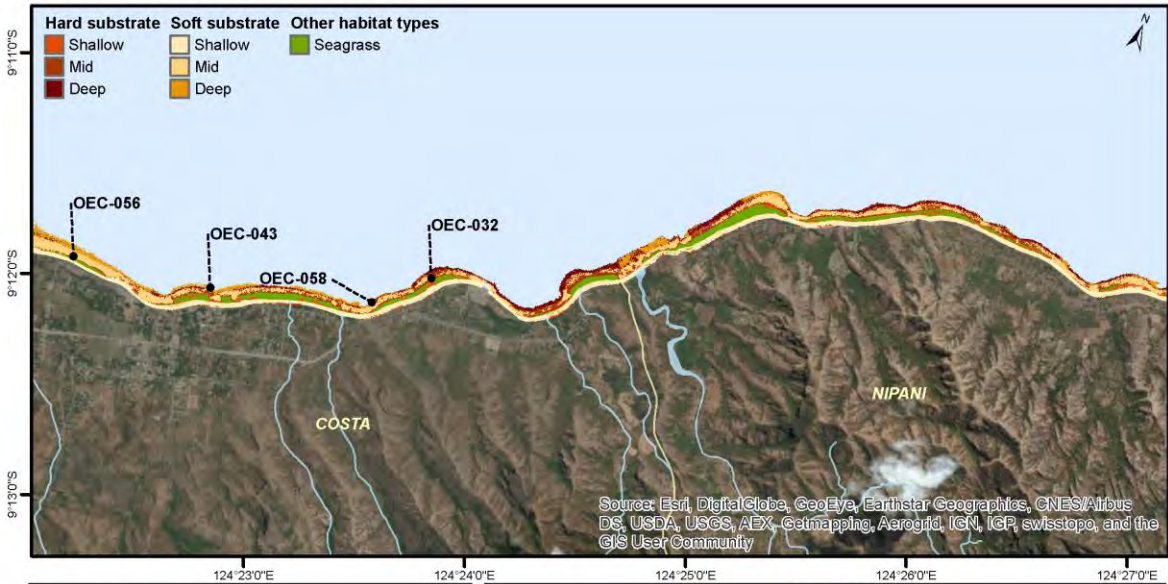 Hard substrate
Shallow
Mid
Deep
Soft substrate
Shallow
Mid
Deep
Other habitat types
Seagrass
N
9°11'0"S
9°12'0"S
9°13'0"S
OEC-056
OEC-043
OEC-058
OEC-032
COSTA
NIPANI
Source: Esri, DigitalGlobe, GeoEye, Earthstar Geographics, CNES/Airbus
DS, USDA, USGS, AEX, Getmapping, Aerogrid, IGN, IGP, swisstopo, and the
GIS User Community
124°23'0"E
124°24'0"E
124°25'0"E
124°26'0"E
124°27'0"E